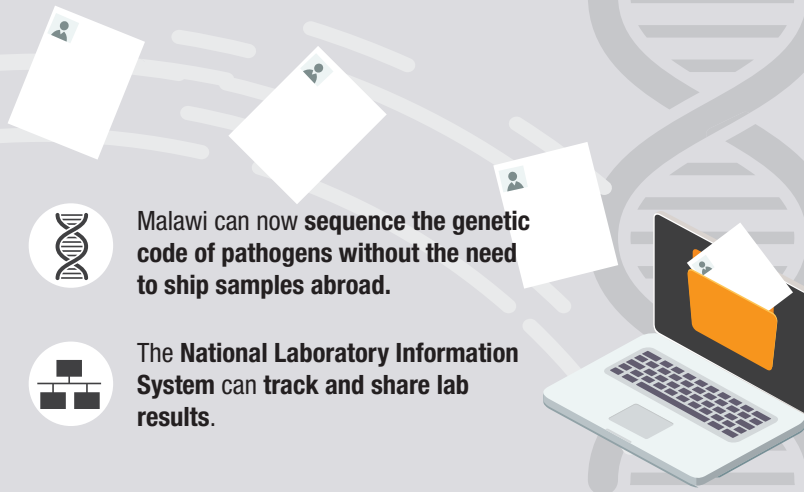 Malawi can now sequence the genetic
code of pathogens without the need
to ship samples abroad.
The National Laboratory Information
System can track and share lab
results.